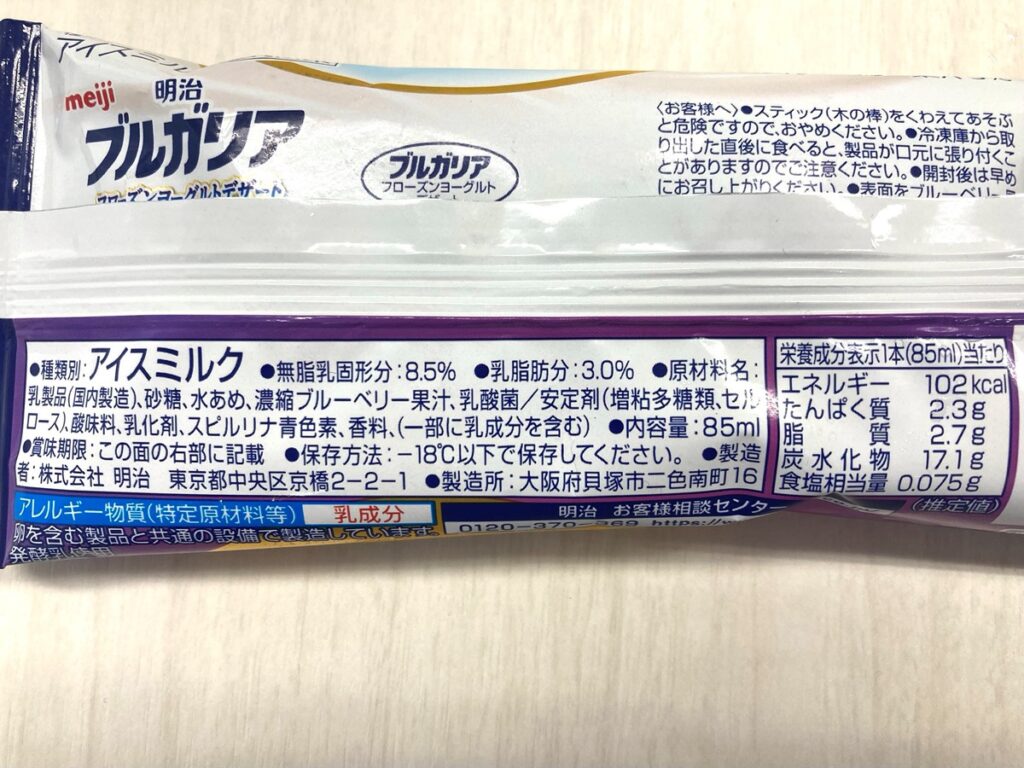 アイスミル
meiji 明治
ブルガリア
フローズンヨーグルトデザート
ブルガリア
フローズンヨーグルト
デザート
〈お客様へ〉●スティック(木の棒)をくわえてあそぶ
と危険ですので、おやめください。●冷凍庫から取
り出した直後に食べると、製品が口元に張り付くこ
とがありますのでご注意ください。●開封後は早め
にお召し上がりください。●表面をブルーベリー
●種類別:アイスミルク ●無脂乳固形分:8.5% ●乳脂肪分:3.0% ●原材料名:
乳製品(国内製造)、砂糖、水あめ、濃縮ブルーベリー果汁、乳酸菌/安定剤(増粘多糖類、セル
ロース)、酸味料、乳化剤、スピルリナ青色素、香料、(一部に乳成分を含む) ●内容量:85ml
●賞味期限:この面の右部に記載 ●保存方法:-18℃以下で保存してください。 ●製造
者:株式会社 明治 東京都中央区京橋2-2-1 ●製造所:大阪府貝塚市二色南町16
アレルギー物質(特定原材料等) 乳成分
卵を含む製品と共通の設備で製造しています。
発酵乳使用
明治 お客様相談センター
0120-370-369 https://w
栄養成分表示1本(85ml)当たり
エネルギー 102kcal
たんぱく質 2.3g
脂質 2.7g
炭水化物 17.1g
食塩相当量 0.075g
(推定値)